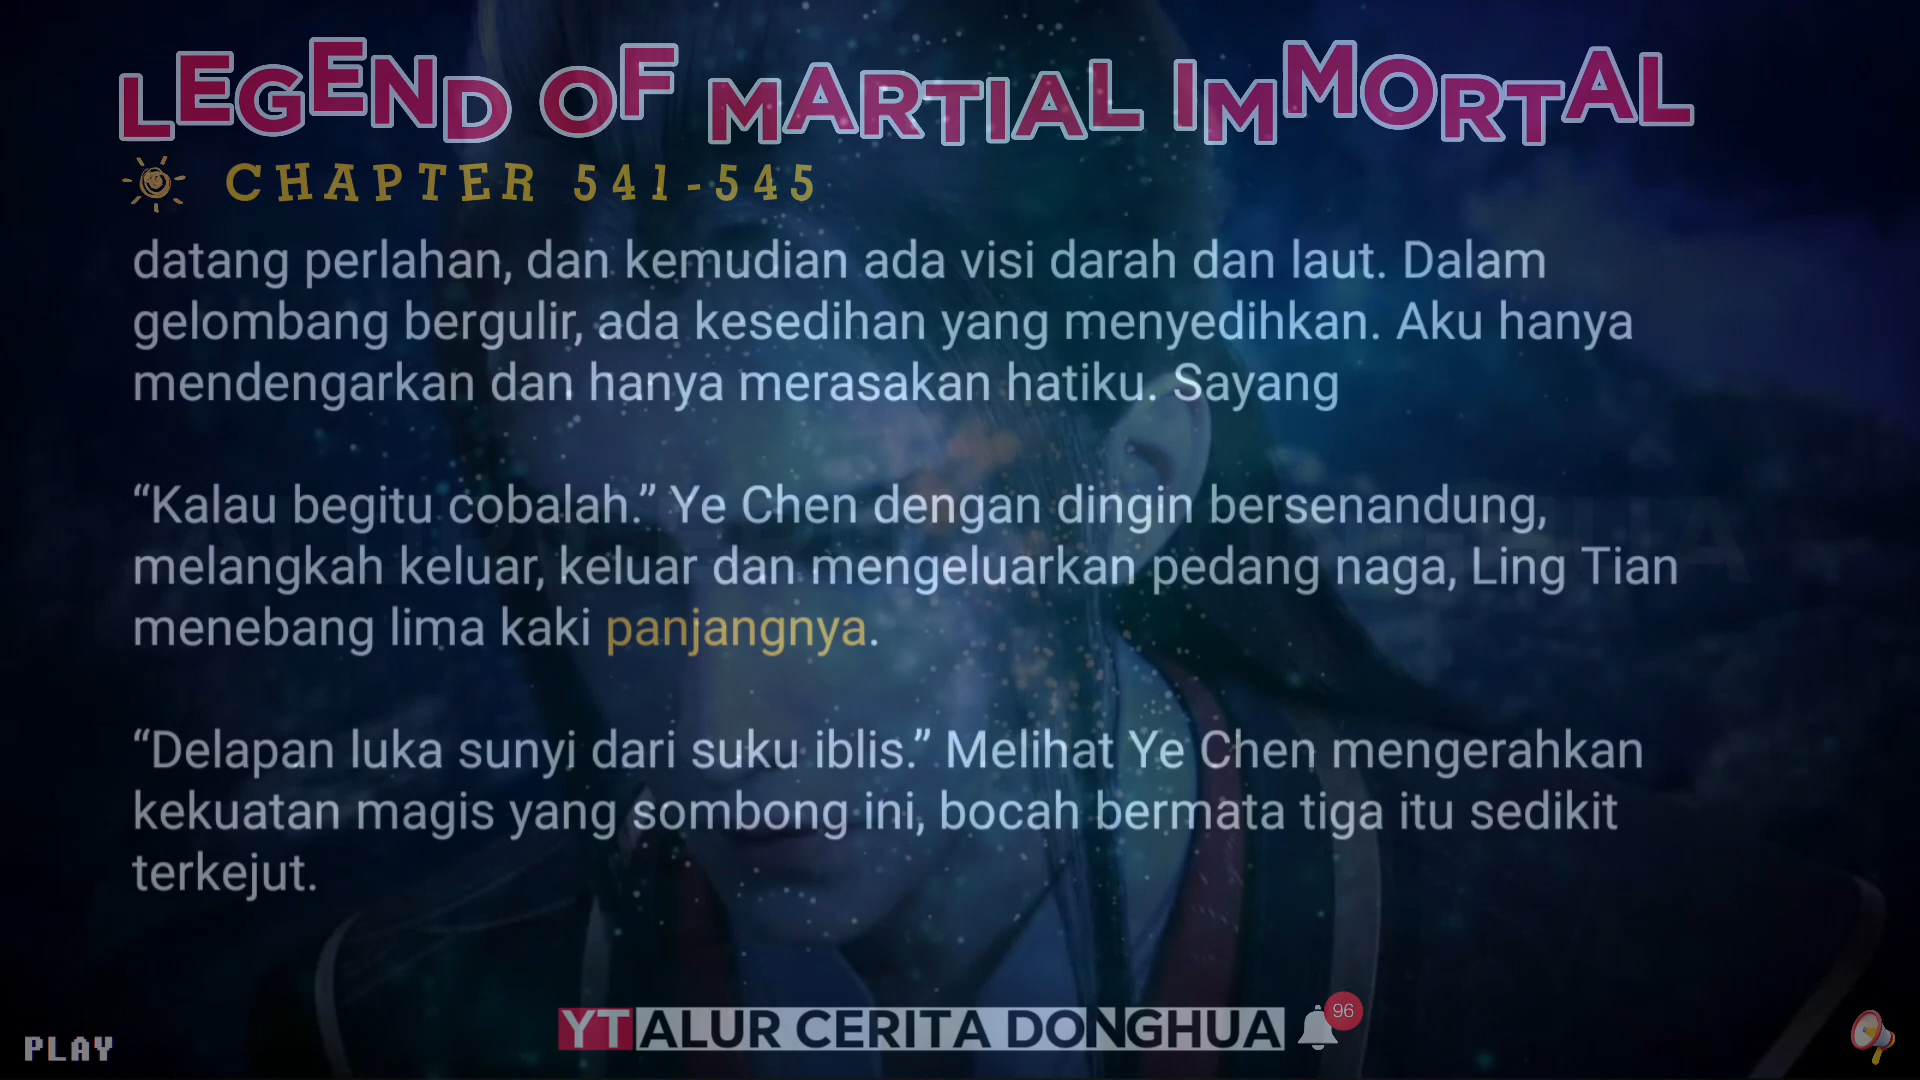 LEGEND OF MARTIAL IMMORTAL
CHAPTER 541-545
datang perlahan, dan kemudian ada visi darah dan laut. Dalam
gelombang bergulir, ada kesedihan yang menyedihkan. Aku hanya
mendengarkan dan hanya merasakan hatiku. Sayang
“Kalau begitu cobalah.” Ye Chen dengan dingin bersenandung,
melangkah keluar, keluar dan mengeluarkan pedang naga, Ling Tian
menebang lima kaki panjangnya.
“Delapan luka sunyi dari suku iblis.” Melihat Ye Chen mengerahkan
kekuatan magis yang sombong ini, bocah bermata tiga itu sedikit
terkejut.
YT ALUR CERITA DONGHUA 96
PLAY